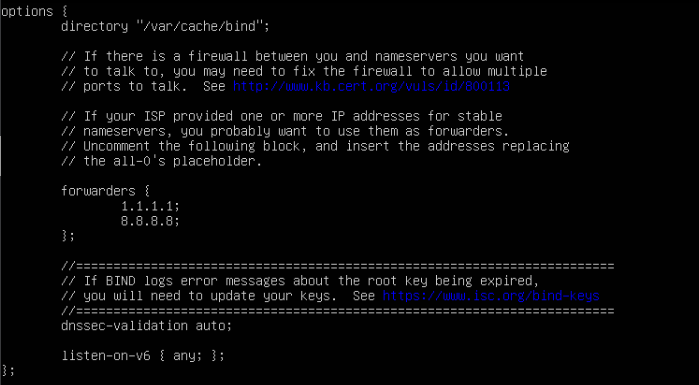 options {
directory "/var/cache/bind";
// If there is a firewall between you and nameservers you want
// to talk to, you may need to fix the firewall to allow multiple
// ports to talk.  See http://www.kb.cert.org/vuls/id/800113
// If your ISP provided one or more IP addresses for stable
// nameservers, you probably want to use them as forwarders.
// Uncomment the following block, and insert the addresses replacing
// the all-0's placeholder.
forwarders {
1.1.1.1;
8.8.8.8;
};
//========================================================================
// If BIND logs error messages about the root key being expired,
// you will need to update your keys.  See https://www.isc.org/bind-keys
//========================================================================
dnssec-validation auto;
listen-on-v6 { any; };
};